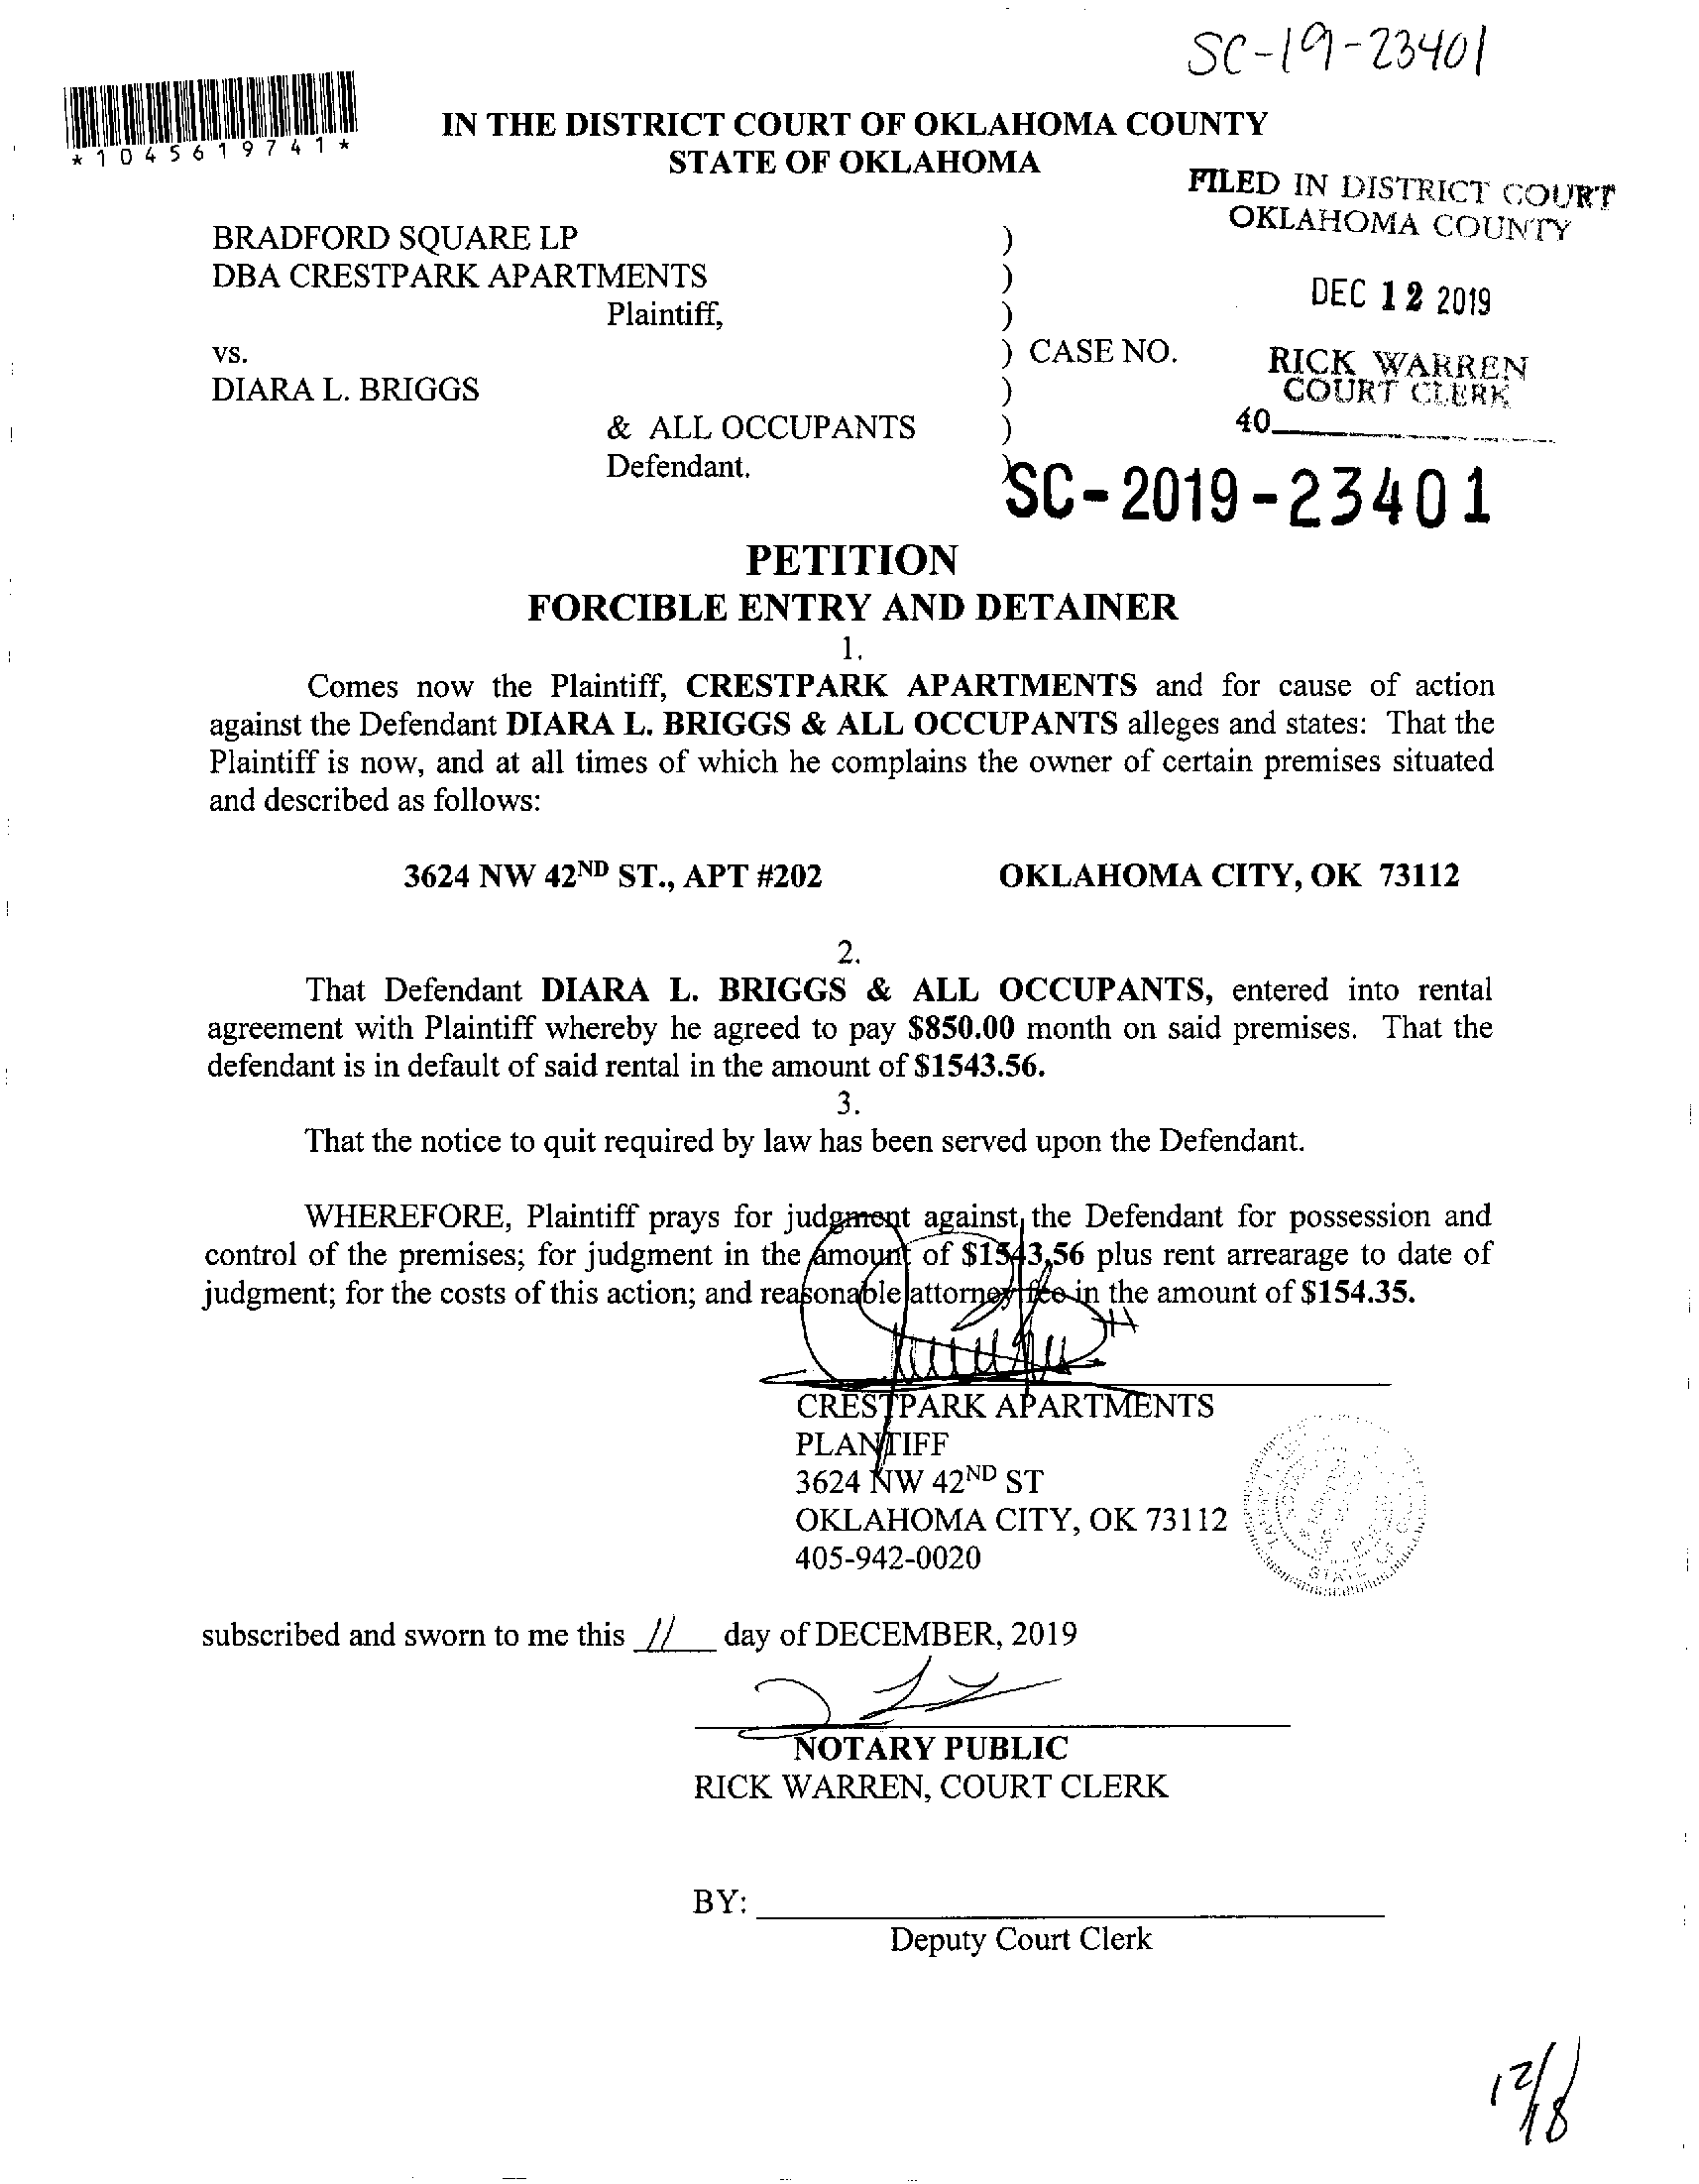 SC-19-23401
*1045619741*
IN THE DISTRICT COURT OF OKLAHOMA COUNTY
STATE OF OKLAHOMA
FILED IN DISTRICT COURT
OKLAHOMA COUNTY
BRADFORD SQUARE LP )
DBA CRESTPARK APARTMENTS )
DEC 12 2019
Plaintiff, )
vs. ) CASE NO.
RICK WARREN
COURT CLERK
DIARA L. BRIGGS )
40
& ALL OCCUPANTS )
Defendant. )
SC-2019-23401
PETITION
FORCIBLE ENTRY AND DETAINER
1.
Comes now the Plaintiff, CRESTPARK APARTMENTS and for cause of action
against the Defendant DIARA L. BRIGGS & ALL OCCUPANTS alleges and states: That the
Plaintiff is now, and at all times of which he complains the owner of certain premises situated
and described as follows:
3624 NW 42ND ST., APT #202 OKLAHOMA CITY, OK 73112
2.
That Defendant DIARA L. BRIGGS & ALL OCCUPANTS, entered into rental
agreement with Plaintiff whereby he agreed to pay $850.00 month on said premises. That the
defendant is in default of said rental in the amount of $1543.56.
3.
That the notice to quit required by law has been served upon the Defendant.
WHEREFORE, Plaintiff prays for judgment against the Defendant for possession and
control of the premises; for judgment in the amount of $1543.56 plus rent arrearage to date of
judgment; for the costs of this action; and reasonable attorney fee in the amount of $154.35.
CRESTPARK APARTMENTS
PLANTIFF
3624 NW 42ND ST
OKLAHOMA CITY, OK 73112
405-942-0020
STATE OF
subscribed and sworn to me this 11 day of DECEMBER, 2019
NOTARY PUBLIC
RICK WARREN, COURT CLERK
BY:
Deputy Court Clerk
12/18